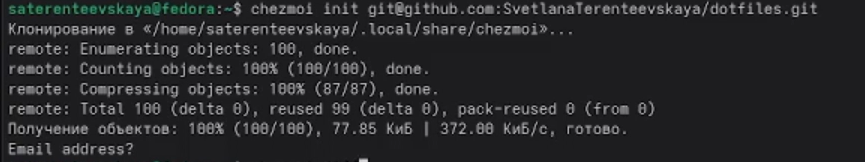 saterenteevskaya@fedora:~$ chezmoi init git@github.com:SvetlanaTerenteevskaya/dotfiles.git
Клонирование в «/home/saterenteevskaya/.local/share/chezmoi»...
remote: Enumerating objects: 100, done.
remote: Counting objects: 100% (100/100), done.
remote: Compressing objects: 100% (87/87), done.
remote: Total 100 (delta 0), reused 99 (delta 0), pack-reused 0 (from 0)
Получение объектов: 100% (100/100), 77.85 КиБ | 372.00 КиБ/с, готово.
Email address?